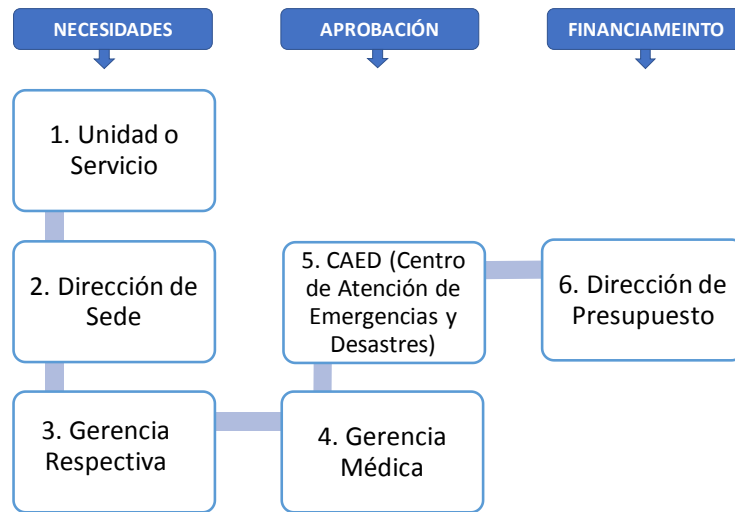 NECESIDADES
APROBACIÓN
FINANCIAMEINTO
1. Unidad o
Servicio
2. Dirección de
Sede
3. Gerencia
Respectiva
4. Gerencia
Médica
5. CAED (Centro
de Atención de
Emergencias y
Desastres)
6. Dirección de
Presupuesto